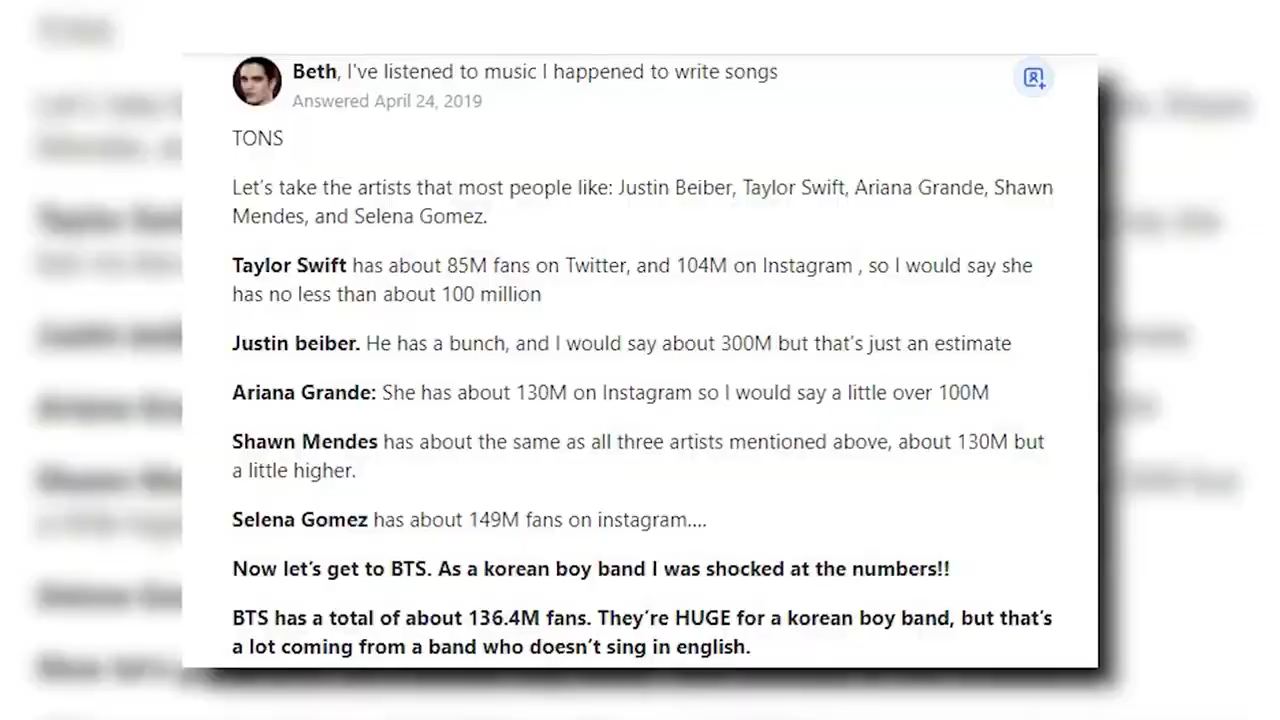 Beth, I've listened to music I happened to write songs
Answered April 24, 2019
TONS
Let's take the artists that most people like: Justin Beiber, Taylor Swift, Ariana Grande, Shawn
Mendes, and Selena Gomez.
Taylor Swift has about 85M fans on Twitter, and 104M on Instagram , so I would say she
has no less than about 100 million
Justin beiber. He has a bunch, and I would say about 300M but that's just an estimate
Ariana Grande: She has about 130M on Instagram so I would say a little over 100M
Shawn Mendes has about the same as all three artists mentioned above, about 130M but
a little higher.
Selena Gomez has about 149M fans on instagram....
Now let's get to BTS. As a korean boy band I was shocked at the numbers!!
BTS has a total of about 136.4M fans. They're HUGE for a korean boy band, but that's
a lot coming from a band who doesn't sing in english.